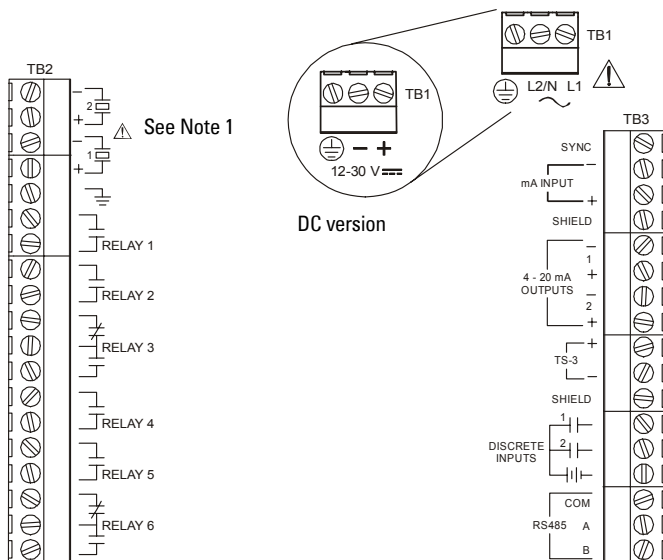 TB2
-
2
+
-
1
+
See Note 1
RELAY 1
RELAY 2
RELAY 3
RELAY 4
RELAY 5
RELAY 6
TB1
- +
12-30 V
DC version
TB1
L2/N L1
TB3
SYNC
-
mA INPUT
+
SHIELD
-
1
+
4 - 20 mA
OUTPUTS
-
2
+
+
TS-3
-
SHIELD
1
2
DISCRETE
INPUTS
COM
RS485 A
B